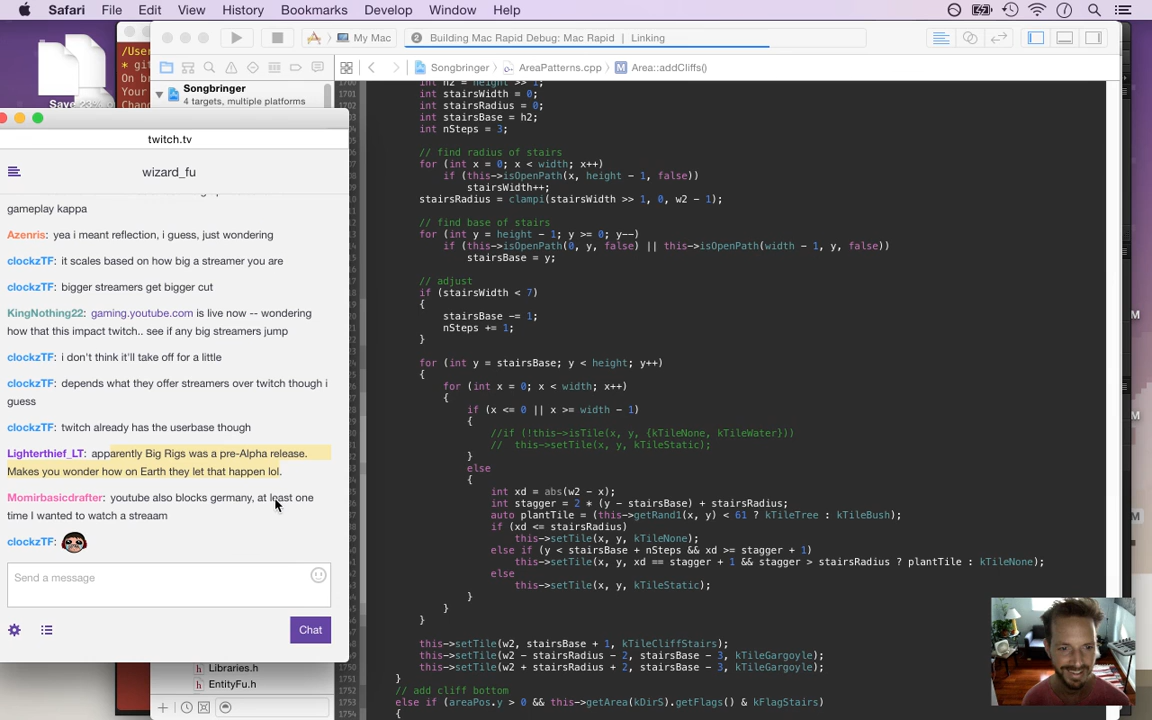 Safari File Edit View History Bookmarks Develop Window Help
/User
* git
On br
Your
Chang
My Mac
2 Building Mac Rapid Debug: Mac Rapid | Linking
Songbringer AreaPatterns.cpp Area::addCliffs()
Songbringer
4 targets, multiple platforms
twitch.tv
wizard_fu
gameplay kappa
Azenris: yea i meant reflection, i guess, just wondering
clockzTF: it scales based on how big a streamer you are
clockzTF: bigger streamers get bigger cut
KingNothing22: gaming.youtube.com is live now -- wondering
how that this impact twitch.. see if any big streamers jump
clockzTF: i don't think it'll take off for a little
clockzTF: depends what they offer streamers over twitch though i
guess
clockzTF: twitch already has the userbase though
Lighterthief_LT: apparently Big Rigs was a pre-Alpha release.
Makes you wonder how on Earth they let that happen lol.
Momirbasicdrafter: youtube also blocks germany, at least one
time I wanted to watch a streaam
clockzTF:
Send a message
Chat
Libraries.h
EntityFu.h
int h2 = height >> 1;
int stairsWidth = 0;
int stairsRadius = 0;
int stairsBase = h2;
int nSteps = 3;
// find radius of stairs
for (int x = 0; x < width; x++)
if (this->isOpenPath(x, height - 1, false))
stairsWidth++;
stairsRadius = clampi(stairsWidth >> 1, 0, w2 - 1);
// find base of stairs
for (int y = height - 1; y >= 0; y--)
if (this->isOpenPath(0, y, false) || this->isOpenPath(width - 1, y, false))
stairsBase = y;
// adjust
if (stairsWidth < 7)
{
stairsBase -= 1;
nSteps += 1;
}
for (int y = stairsBase; y < height; y++)
{
for (int x = 0; x < width; x++)
{
if (x <= 0 || x >= width - 1)
{
//if (!this->isTile(x, y, {kTileNone, kTileWater}))
//  this->setTile(x, y, kTileStatic);
}
else
{
int xd = abs(w2 - x);
int stagger = 2 * (y - stairsBase) + stairsRadius;
auto plantTile = (this->getRand1(x, y) < 61 ? kTileTree : kTileBush);
if (xd <= stairsRadius)
this->setTile(x, y, kTileNone);
else if (y < stairsBase + nSteps && xd >= stagger + 1)
this->setTile(x, y, xd == stagger + 1 && stagger > stairsRadius ? plantTile : kTileNone);
else
this->setTile(x, y, kTileStatic);
}
}
}
this->setTile(w2, stairsBase + 1, kTileCliffStairs);
this->setTile(w2 - stairsRadius - 2, stairsBase - 3, kTileGargoyle);
this->setTile(w2 + stairsRadius + 2, stairsBase - 3, kTileGargoyle);
}
// add cliff bottom
else if (areaPos.y > 0 && this->getArea(kDirS).getFlags() & kFlagStairs)
{